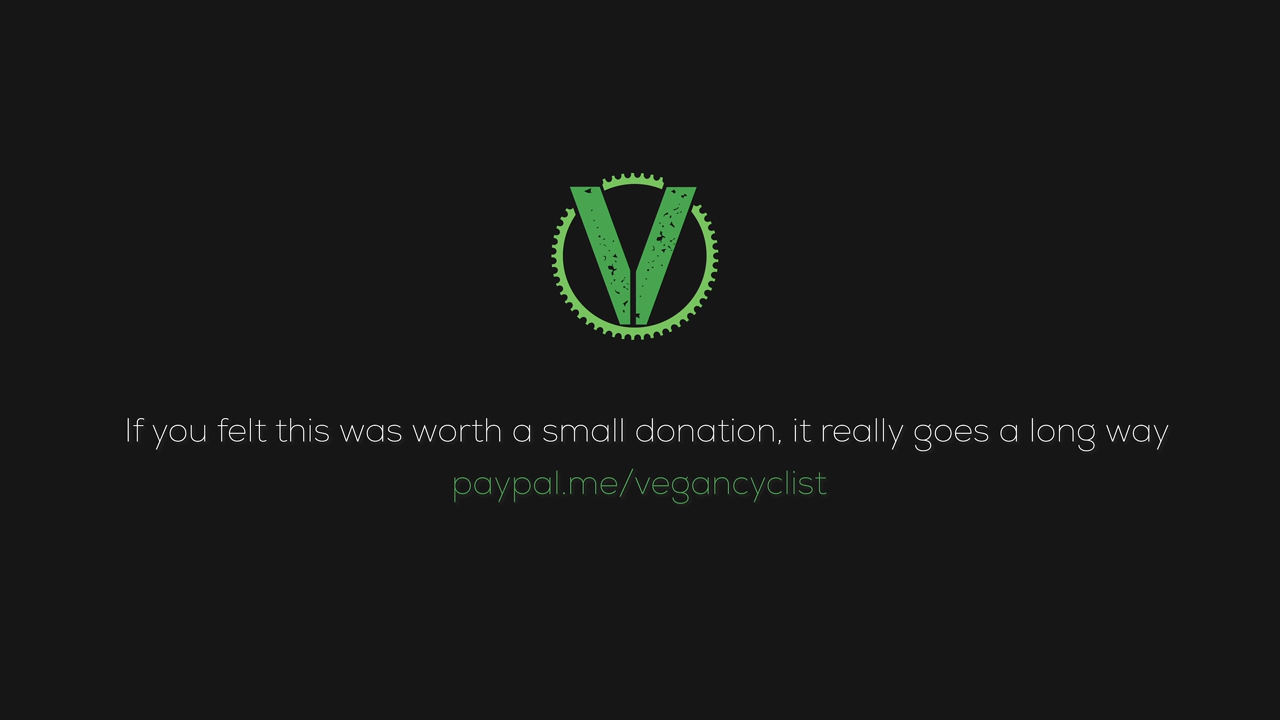 V
If you felt this was worth a small donation, it really goes a long way
paypal.me/vegancyclist